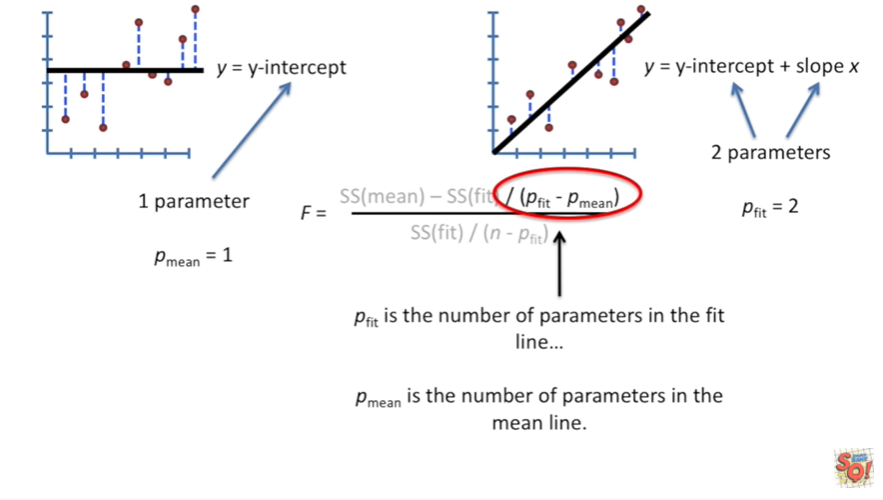 y = y-intercept
y = y-intercept + slope x
2 parameters
1 parameter
F =
SS(mean) – SS(fit) / (pfit - pmean)
SS(fit) / (n - pfit)
pfit = 2
pmean = 1
pfit is the number of parameters in the fit
line...
pmean is the number of parameters in the
mean line.
SQ!